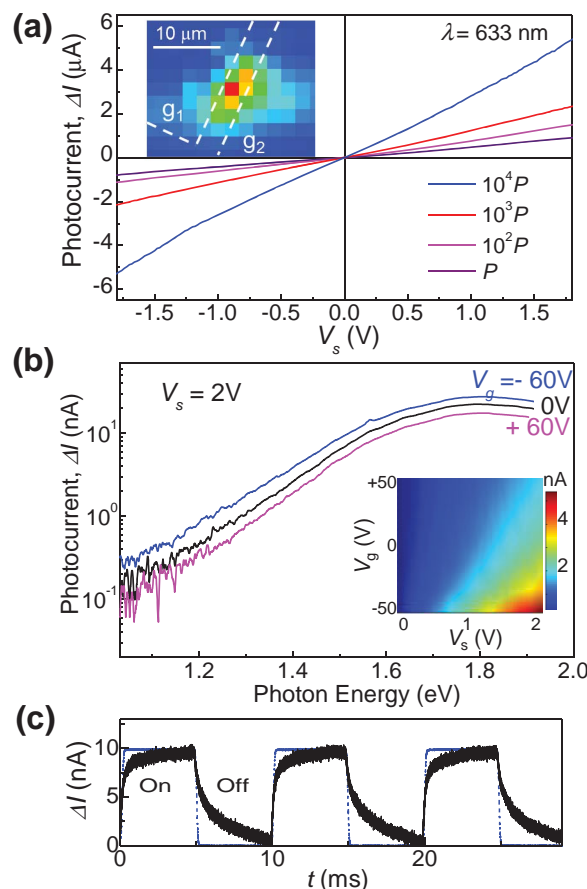 (a)
λ = 633 nm
10 μm
g1
g2
Photocurrent, ΔI (μA)
6
4
2
0
-2
-4
-6
10⁴P
10³P
10²P
P
-1.5 -1.0 -0.5 0.0 0.5 1.0 1.5
Vs (V)
(b)
Vs = 2V
Vg =- 60V
0V
+ 60V
Photocurrent, ΔI (nA)
10¹
10⁰
10⁻¹
nA
+50
0
-50
Vg (V)
4
2
0 1 2
Vs (V)
1.2 1.4 1.6 1.8 2.0
Photon Energy (eV)
(c)
ΔI (nA)
10
5
0
On Off
0 10 20
t (ms)